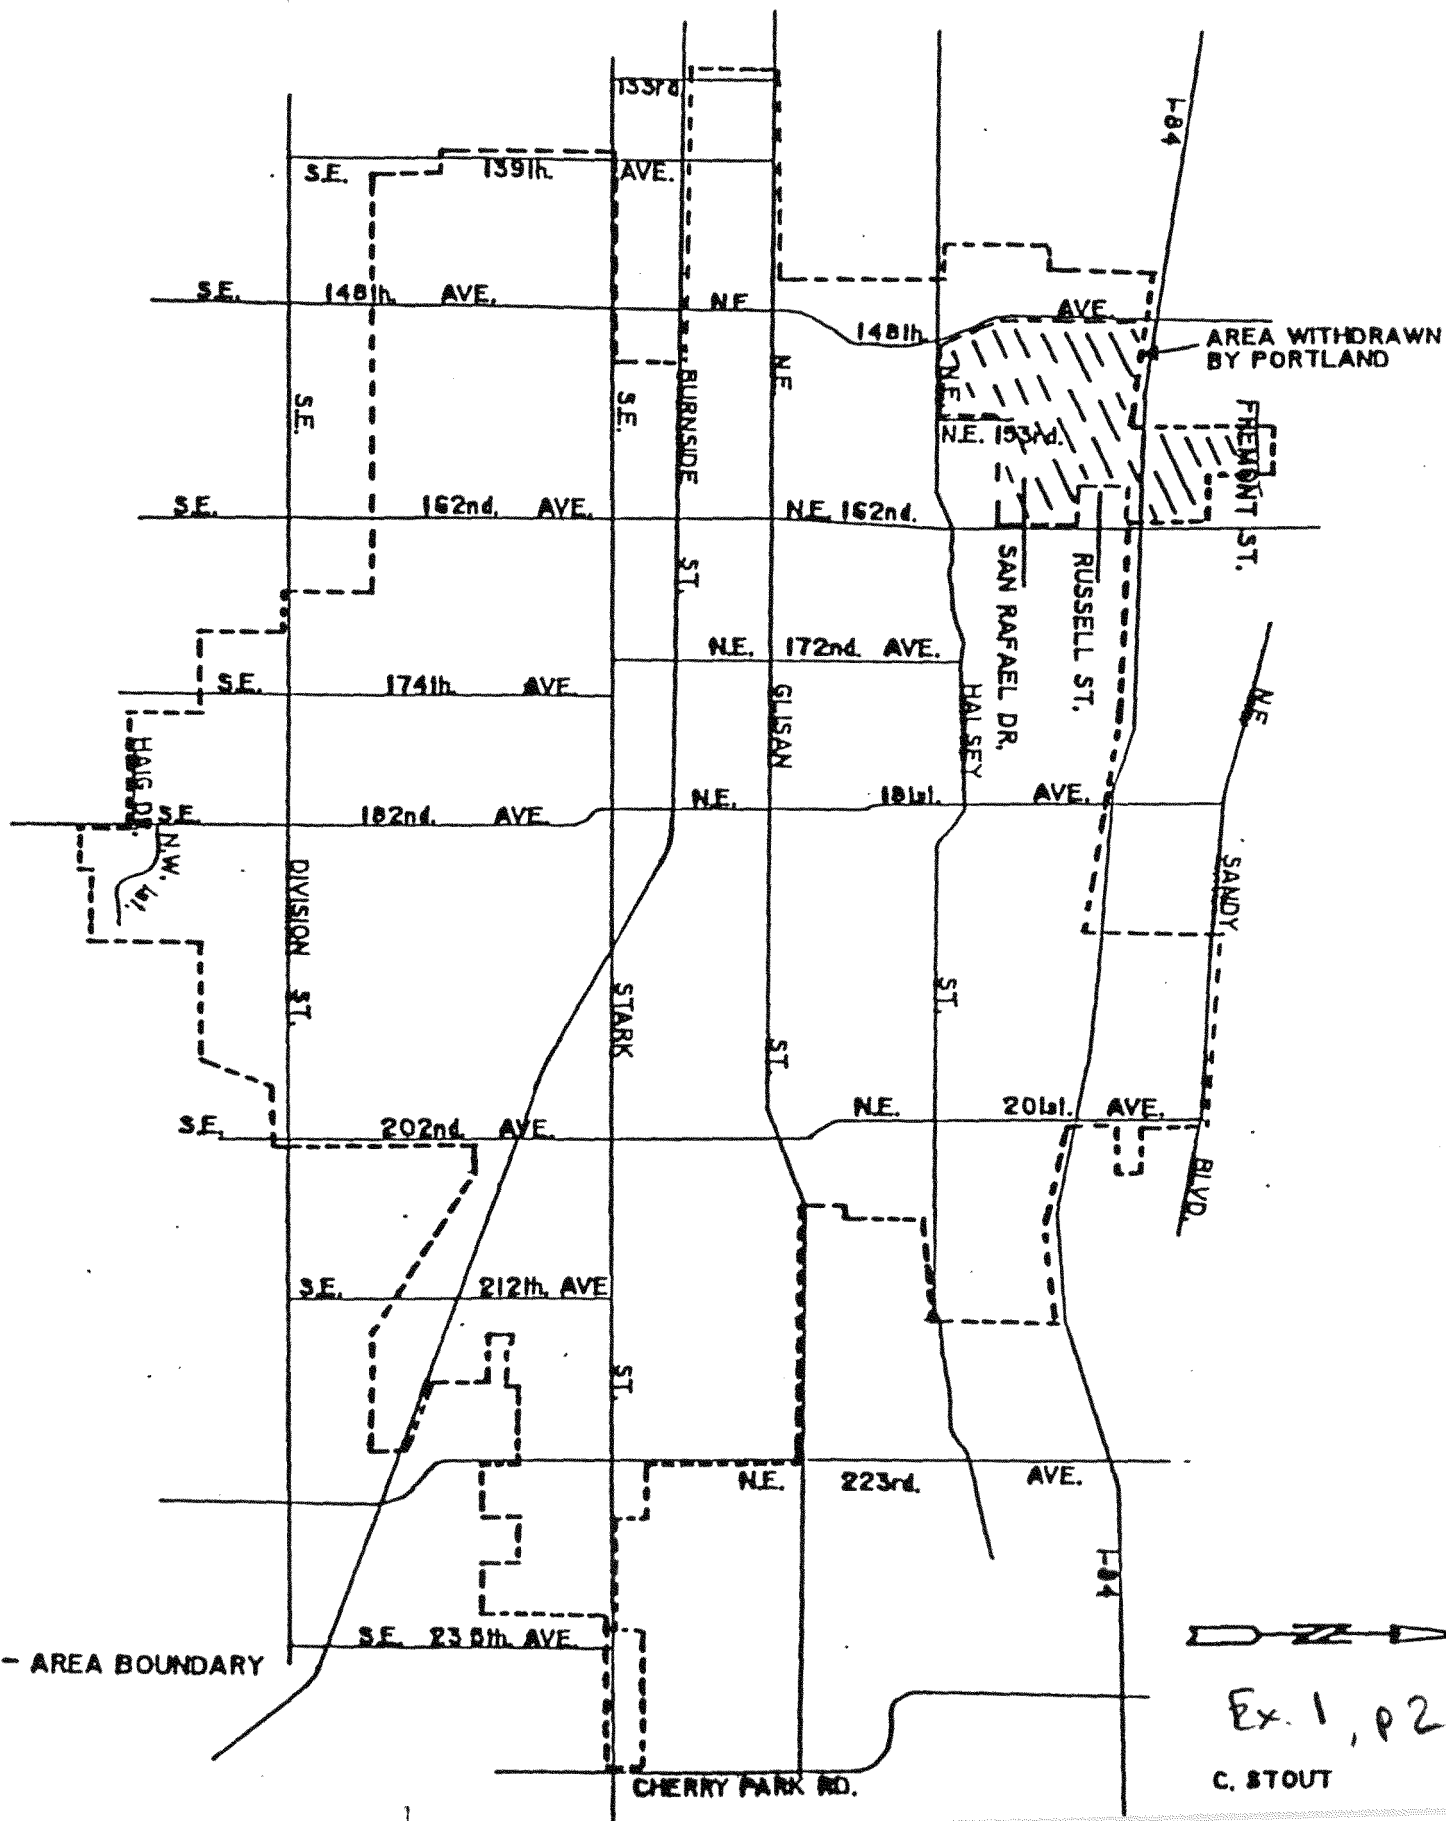 133rd.
I-84
S.E. 139th. AVE.
S.E. 148th. AVE. N.E. 148th. AVE.
AREA WITHDRAWN
BY PORTLAND
S.E.
S.E.
BURNSIDE ST.
N.E.
N.E.
N.E. 153rd.
FREMONT ST.
S.E. 162nd. AVE. N.E. 162nd.
SAN RAFAEL DR.
RUSSELL ST.
N.E. 172nd. AVE.
S.E. 174th. AVE.
GLISAN ST.
HALSEY ST.
N.E. SANDY BLVD.
HAIG DR.
S.E. 182nd. AVE. N.E. 181st. AVE.
N.W. 1st.
DIVISION ST.
STARK ST.
S.E. 202nd. AVE. N.E. 201st. AVE.
S.E. 212th. AVE
N.E. 223rd. AVE.
I-84
S.E. 235th. AVE.
- AREA BOUNDARY
N
Ex. 1, p 2
CHERRY PARK RD.
C. STOUT